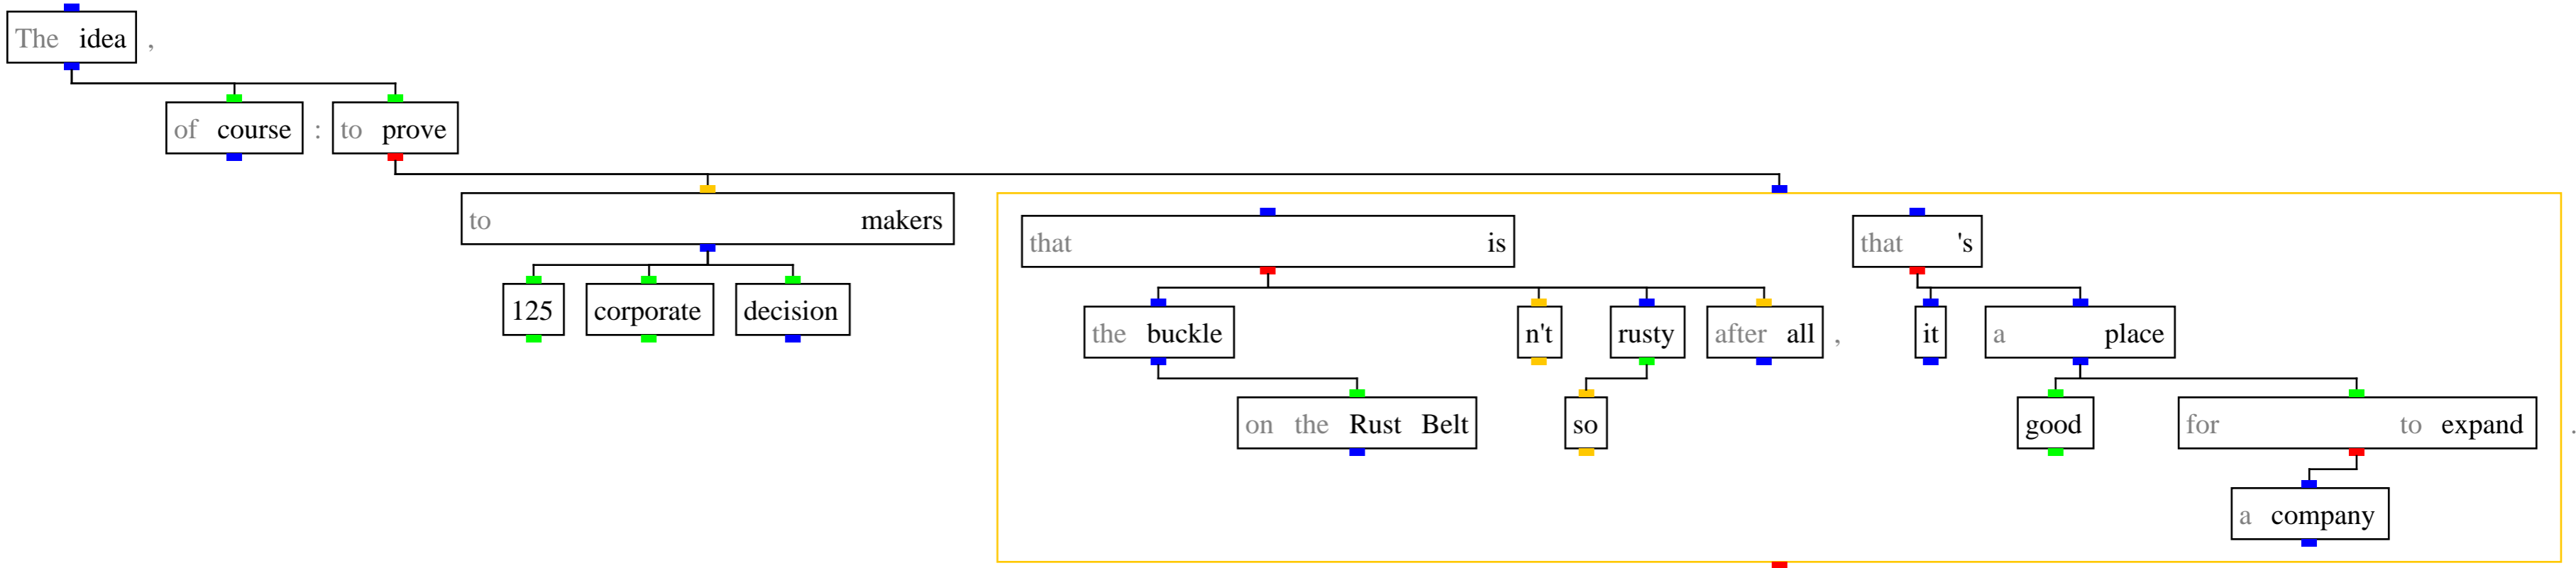 The idea ,
of course : to prove
to makers
that is that 's
125 corporate decision
the buckle n't rusty after all , it a place
on the Rust Belt so good for to expand .
a company